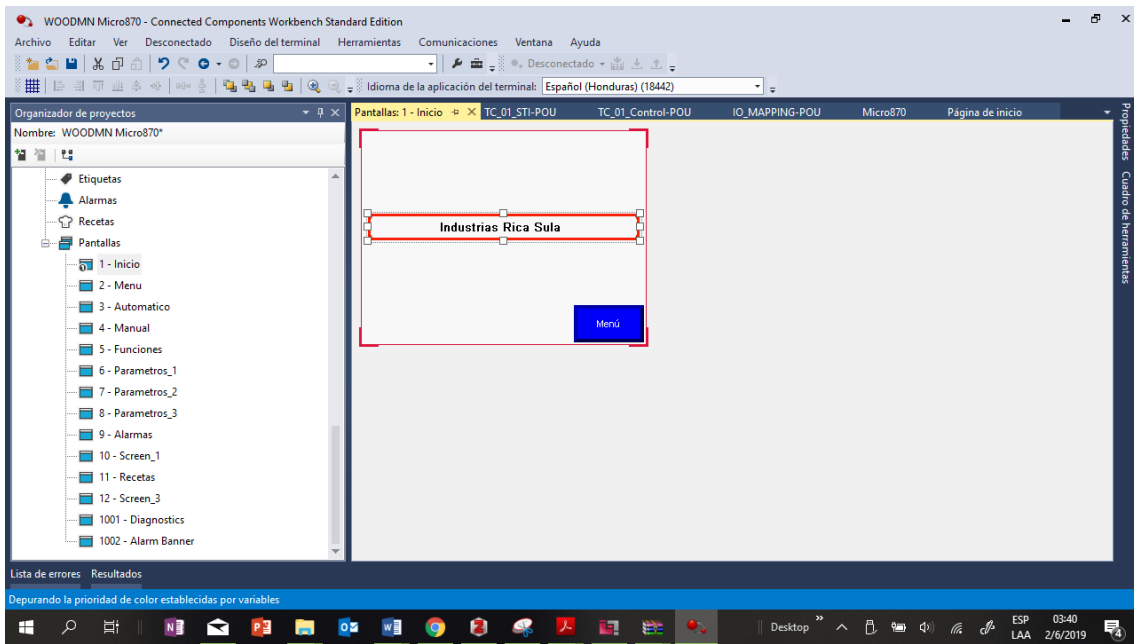 WOODMN Micro870 - Connected Components Workbench Standard Edition
Archivo Editar Ver Desconectado Diseño del terminal Herramientas Comunicaciones Ventana Ayuda
Desconectado
Idioma de la aplicación del terminal: Español (Honduras) (18442)
Organizador de proyectos
Pantallas: 1 - Inicio TC_01_STI-POU TC_01_Control-POU IO_MAPPING-POU Micro870 Página de inicio
Nombre: WOODMN Micro870*
Etiquetas
Alarmas
Recetas
Pantallas
1 - Inicio
2 - Menu
3 - Automatico
4 - Manual
5 - Funciones
6 - Parametros_1
7 - Parametros_2
8 - Parametros_3
9 - Alarmas
10 - Screen_1
11 - Recetas
12 - Screen_3
1001 - Diagnostics
1002 - Alarm Banner
Industrias Rica Sula
Menú
Propiedades
Cuadro de herramientas
Lista de errores Resultados
Depurando la prioridad de color establecidas por variables
Desktop
ESP
LAA
03:40
2/6/2019
4